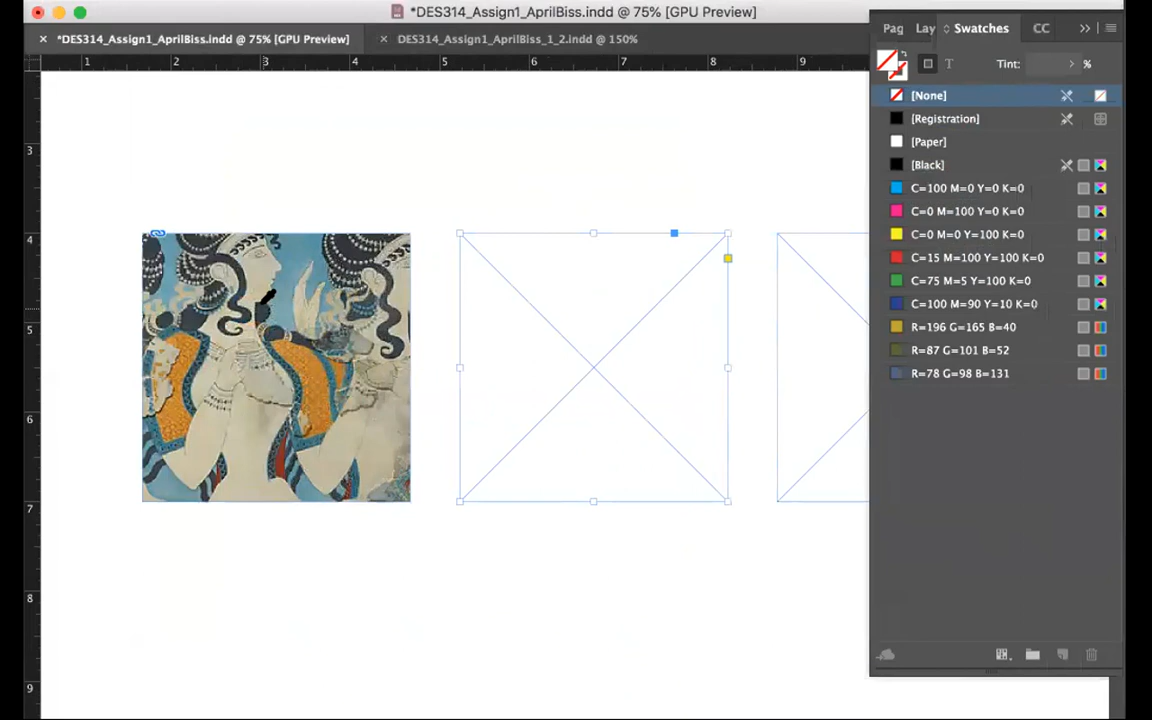 *DES314_Assign1_AprilBiss.indd @ 75% [GPU Preview]
*DES314_Assign1_AprilBiss.indd @ 75% [GPU Preview]
DES314_Assign1_AprilBiss_1_2.indd @ 150%
1 2 3 4 5 6 7 8 9
3
4
5
6
7
8
9
Pag Lay Swatches CC
T Tint: %
[None]
[Registration]
[Paper]
[Black]
C=100 M=0 Y=0 K=0
C=0 M=100 Y=0 K=0
C=0 M=0 Y=100 K=0
C=15 M=100 Y=100 K=0
C=75 M=5 Y=100 K=0
C=100 M=90 Y=10 K=0
R=196 G=165 B=40
R=87 G=101 B=52
R=78 G=98 B=131